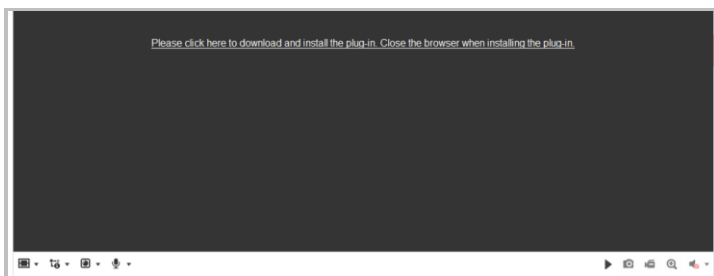 Please click here to download and install the plug-in. Close the browser when installing the plug-in.